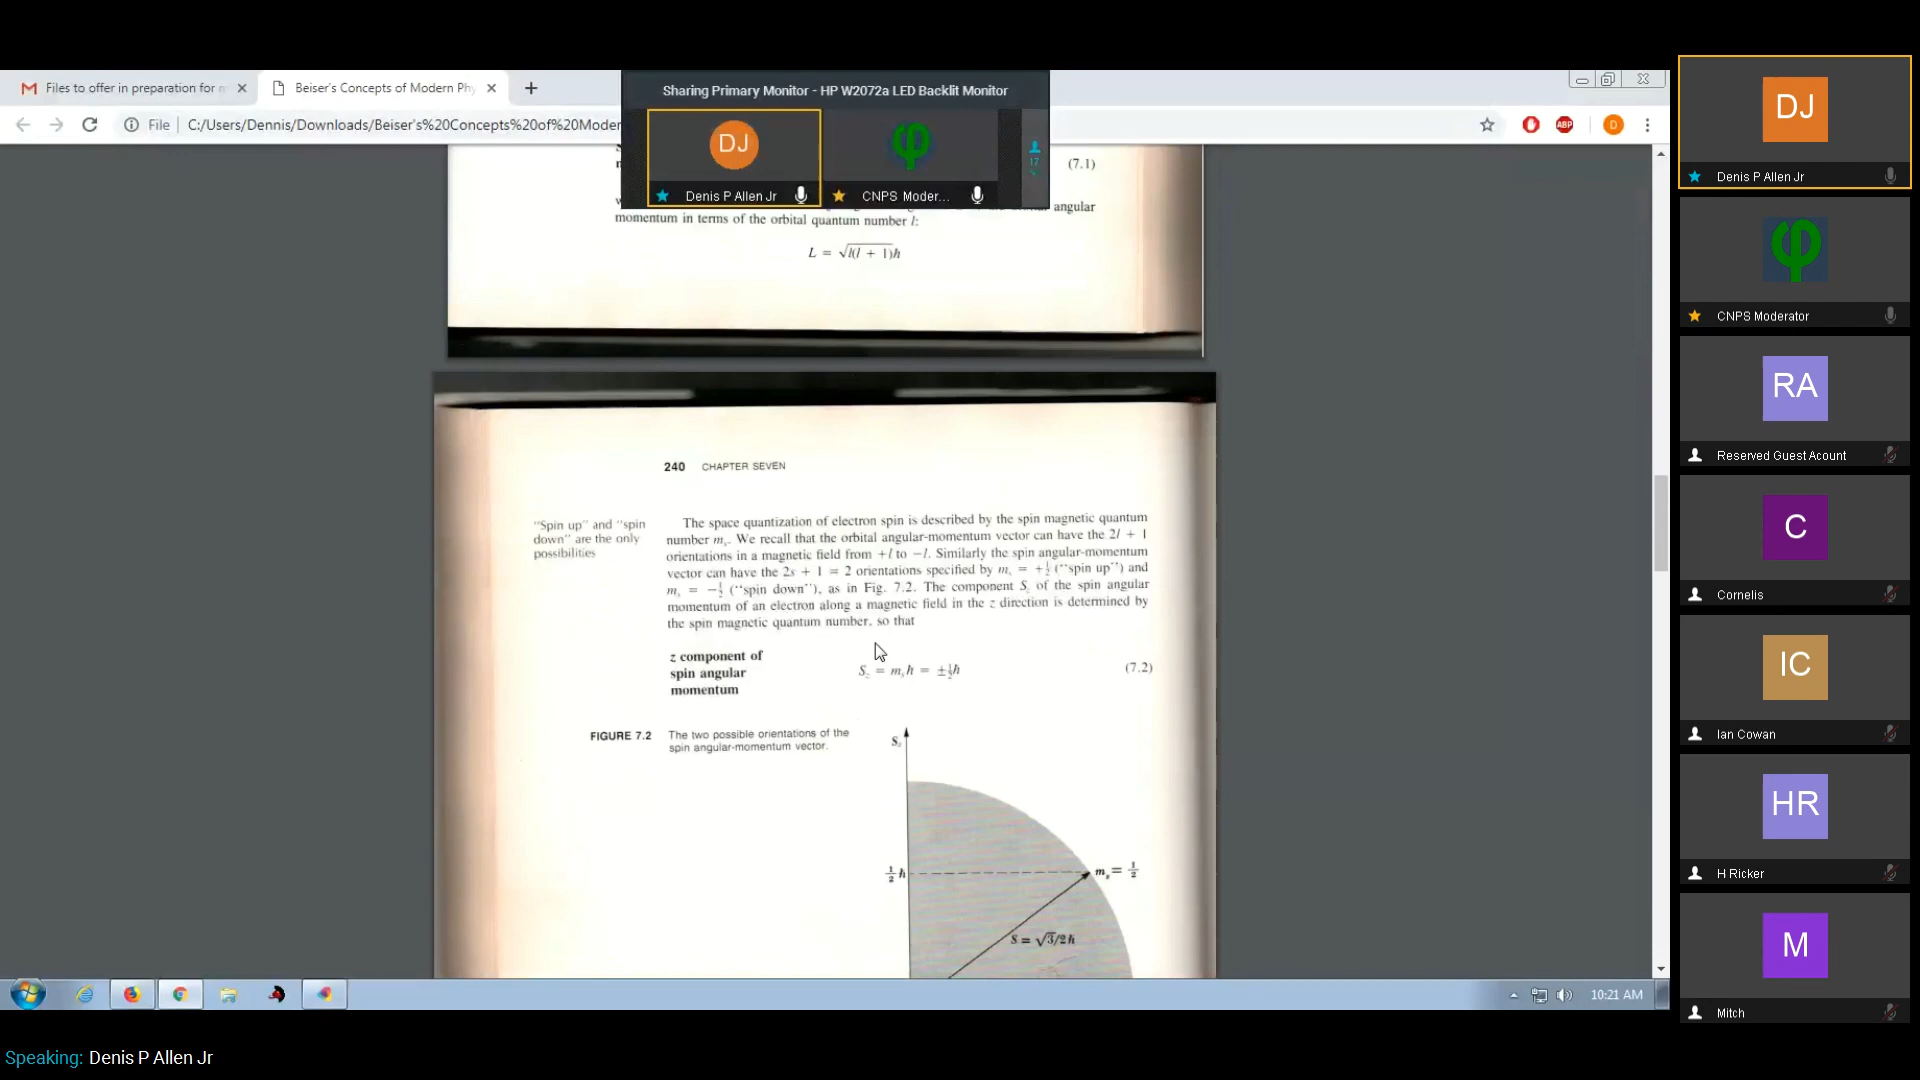 Files to offer in preparation for m
Beiser's Concepts of Modern Phy
Sharing Primary Monitor - HP W2072a LED Backlit Monitor
File
C:/Users/Dennis/Downloads/Beiser's%20Concepts%20of%20Moder
ABP
D
DJ
Denis P Allen Jr
CNPS Moder...
17
(7.1)
angular
momentum in terms of the orbital quantum number l:
L = √l(l + 1)ħ
240 CHAPTER SEVEN
"Spin up" and "spin
down" are the only
possibilities
The space quantization of electron spin is described by the spin magnetic quantum
number mₛ. We recall that the orbital angular-momentum vector can have the 2l + 1
orientations in a magnetic field from +l to −l. Similarly the spin angular-momentum
vector can have the 2s + 1 = 2 orientations specified by mₛ = +½ ("spin up") and
mₛ = −½ ("spin down"), as in Fig. 7.2. The component S_z of the spin angular
momentum of an electron along a magnetic field in the z direction is determined by
the spin magnetic quantum number, so that
z component of
spin angular
momentum
S_z = mₛħ = ±½ħ (7.2)
FIGURE 7.2 The two possible orientations of the
spin angular-momentum vector.
S_z
½ ħ
mₛ = ½
S = √3/2 ħ
10:21 AM
DJ
Denis P Allen Jr
CNPS Moderator
RA
Reserved Guest Acount
C
Cornelis
IC
Ian Cowan
HR
H Ricker
M
Mitch
Speaking: Denis P Allen Jr